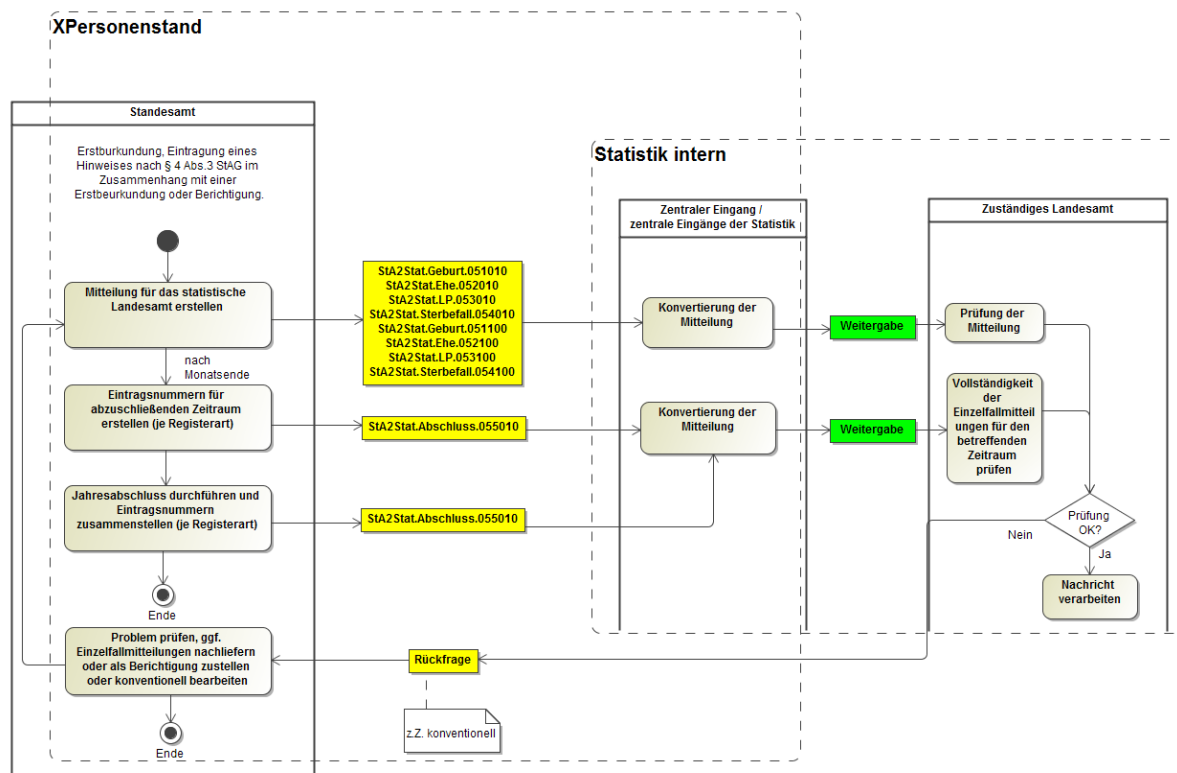 XPersonenstand
Standesamt
Erstburkundung, Eintragung eines
Hinweises nach § 4 Abs.3 StAG im
Zusammenhang mit einer
Erstbeurkundung oder Berichtigung.
Mitteilung für das statistische
Landesamt erstellen
nach
Monatsende
Eintragsnummern für
abzuschließenden Zeitraum
erstellen (je Registerart)
Jahresabschluss durchführen und
Eintragsnummern
zusammenstellen (je Registerart)
Ende
Problem prüfen, ggf.
Einzelfallmitteilungen nachliefern
oder als Berichtigung zustellen
oder konventionell bearbeiten
Ende
StA2Stat.Geburt.051010
StA2Stat.Ehe.052010
StA2Stat.LP.053010
StA2Stat.Sterbefall.054010
StA2Stat.Geburt.051100
StA2Stat.Ehe.052100
StA2Stat.LP.053100
StA2Stat.Sterbefall.054100
StA2Stat.Abschluss.055010
StA2Stat.Abschluss.055010
Rückfrage
z.Z. konventionell
Statistik intern
Zentraler Eingang /
zentrale Eingänge der Statistik
Konvertierung der
Mitteilung
Konvertierung der
Mitteilung
Weitergabe
Weitergabe
Zuständiges Landesamt
Prüfung der
Mitteilung
Vollständigkeit
der
Einzelfallmitteil
ungen für den
betreffenden
Zeitraum
prüfen
Prüfung
OK?
Nein
Ja
Nachricht
verarbeiten